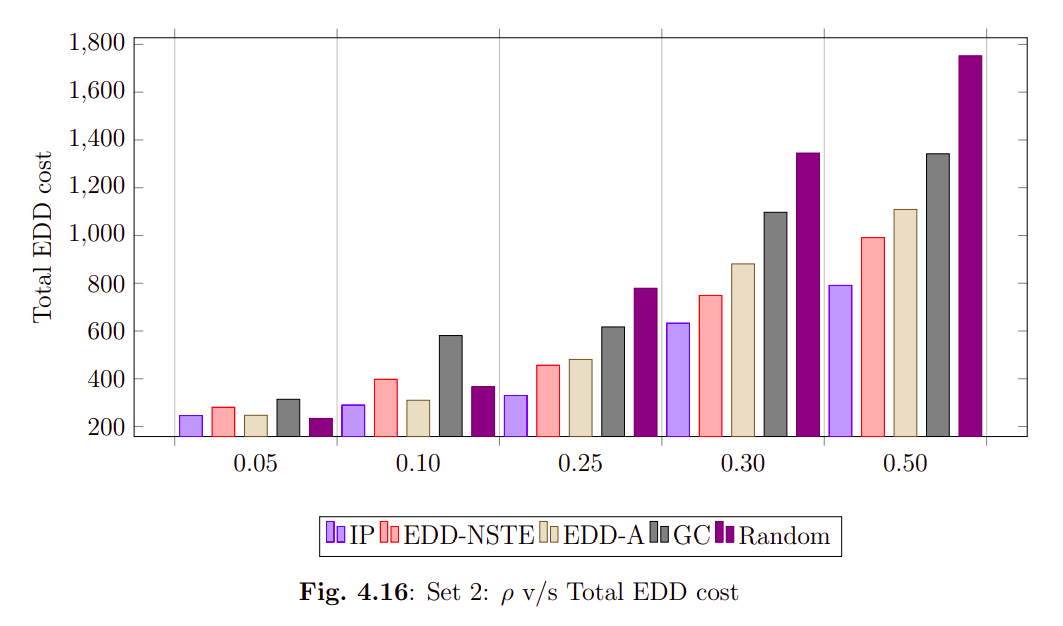 1,800
1,600
1,400
1,200
1,000
800
600
400
200
Total EDD cost
0.05 0.10 0.25 0.30 0.50
IP EDD-NSTE EDD-A GC Random
Fig. 4.16: Set 2: ρ v/s Total EDD cost